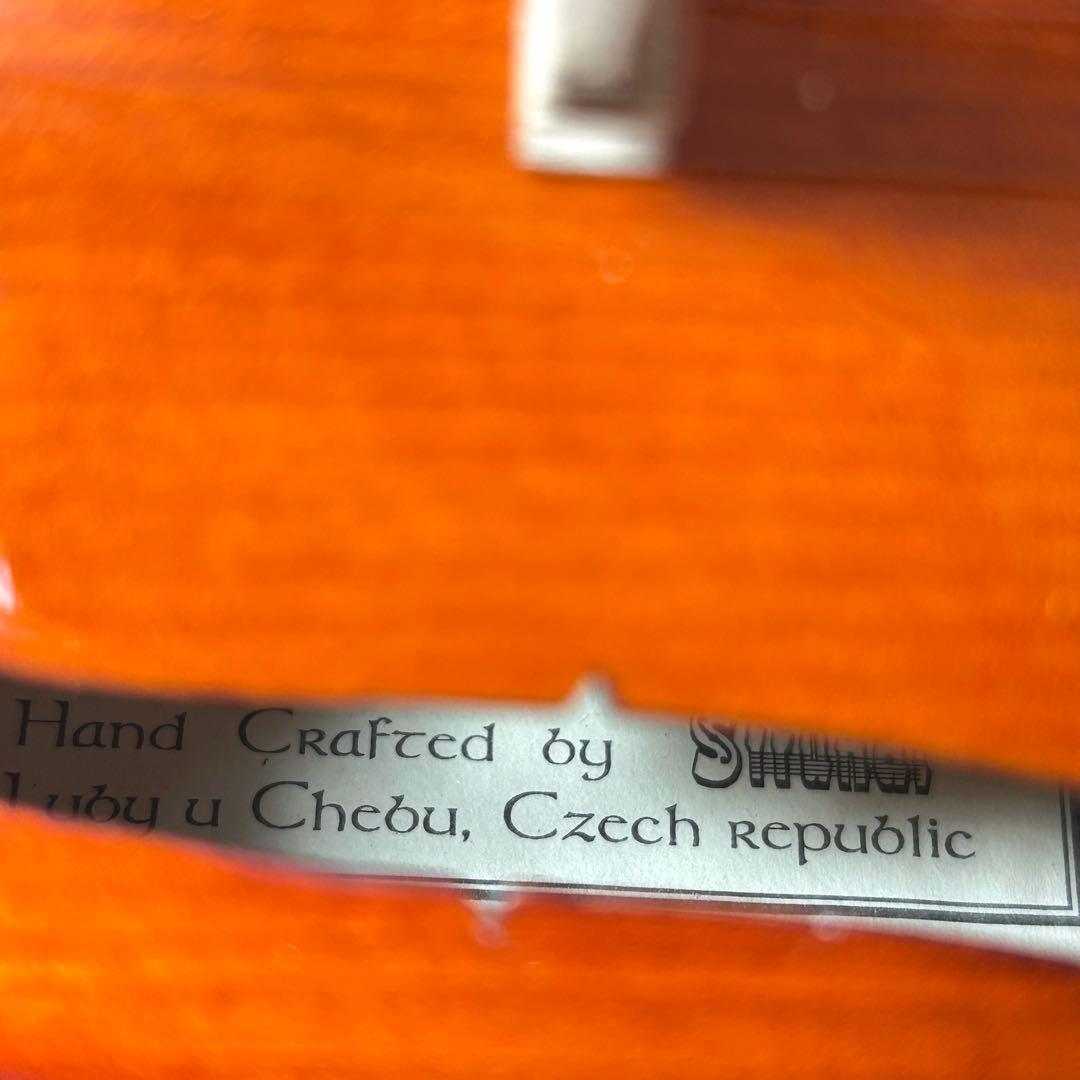 Hand Crafted by
Luby u Chebu, Czech republic